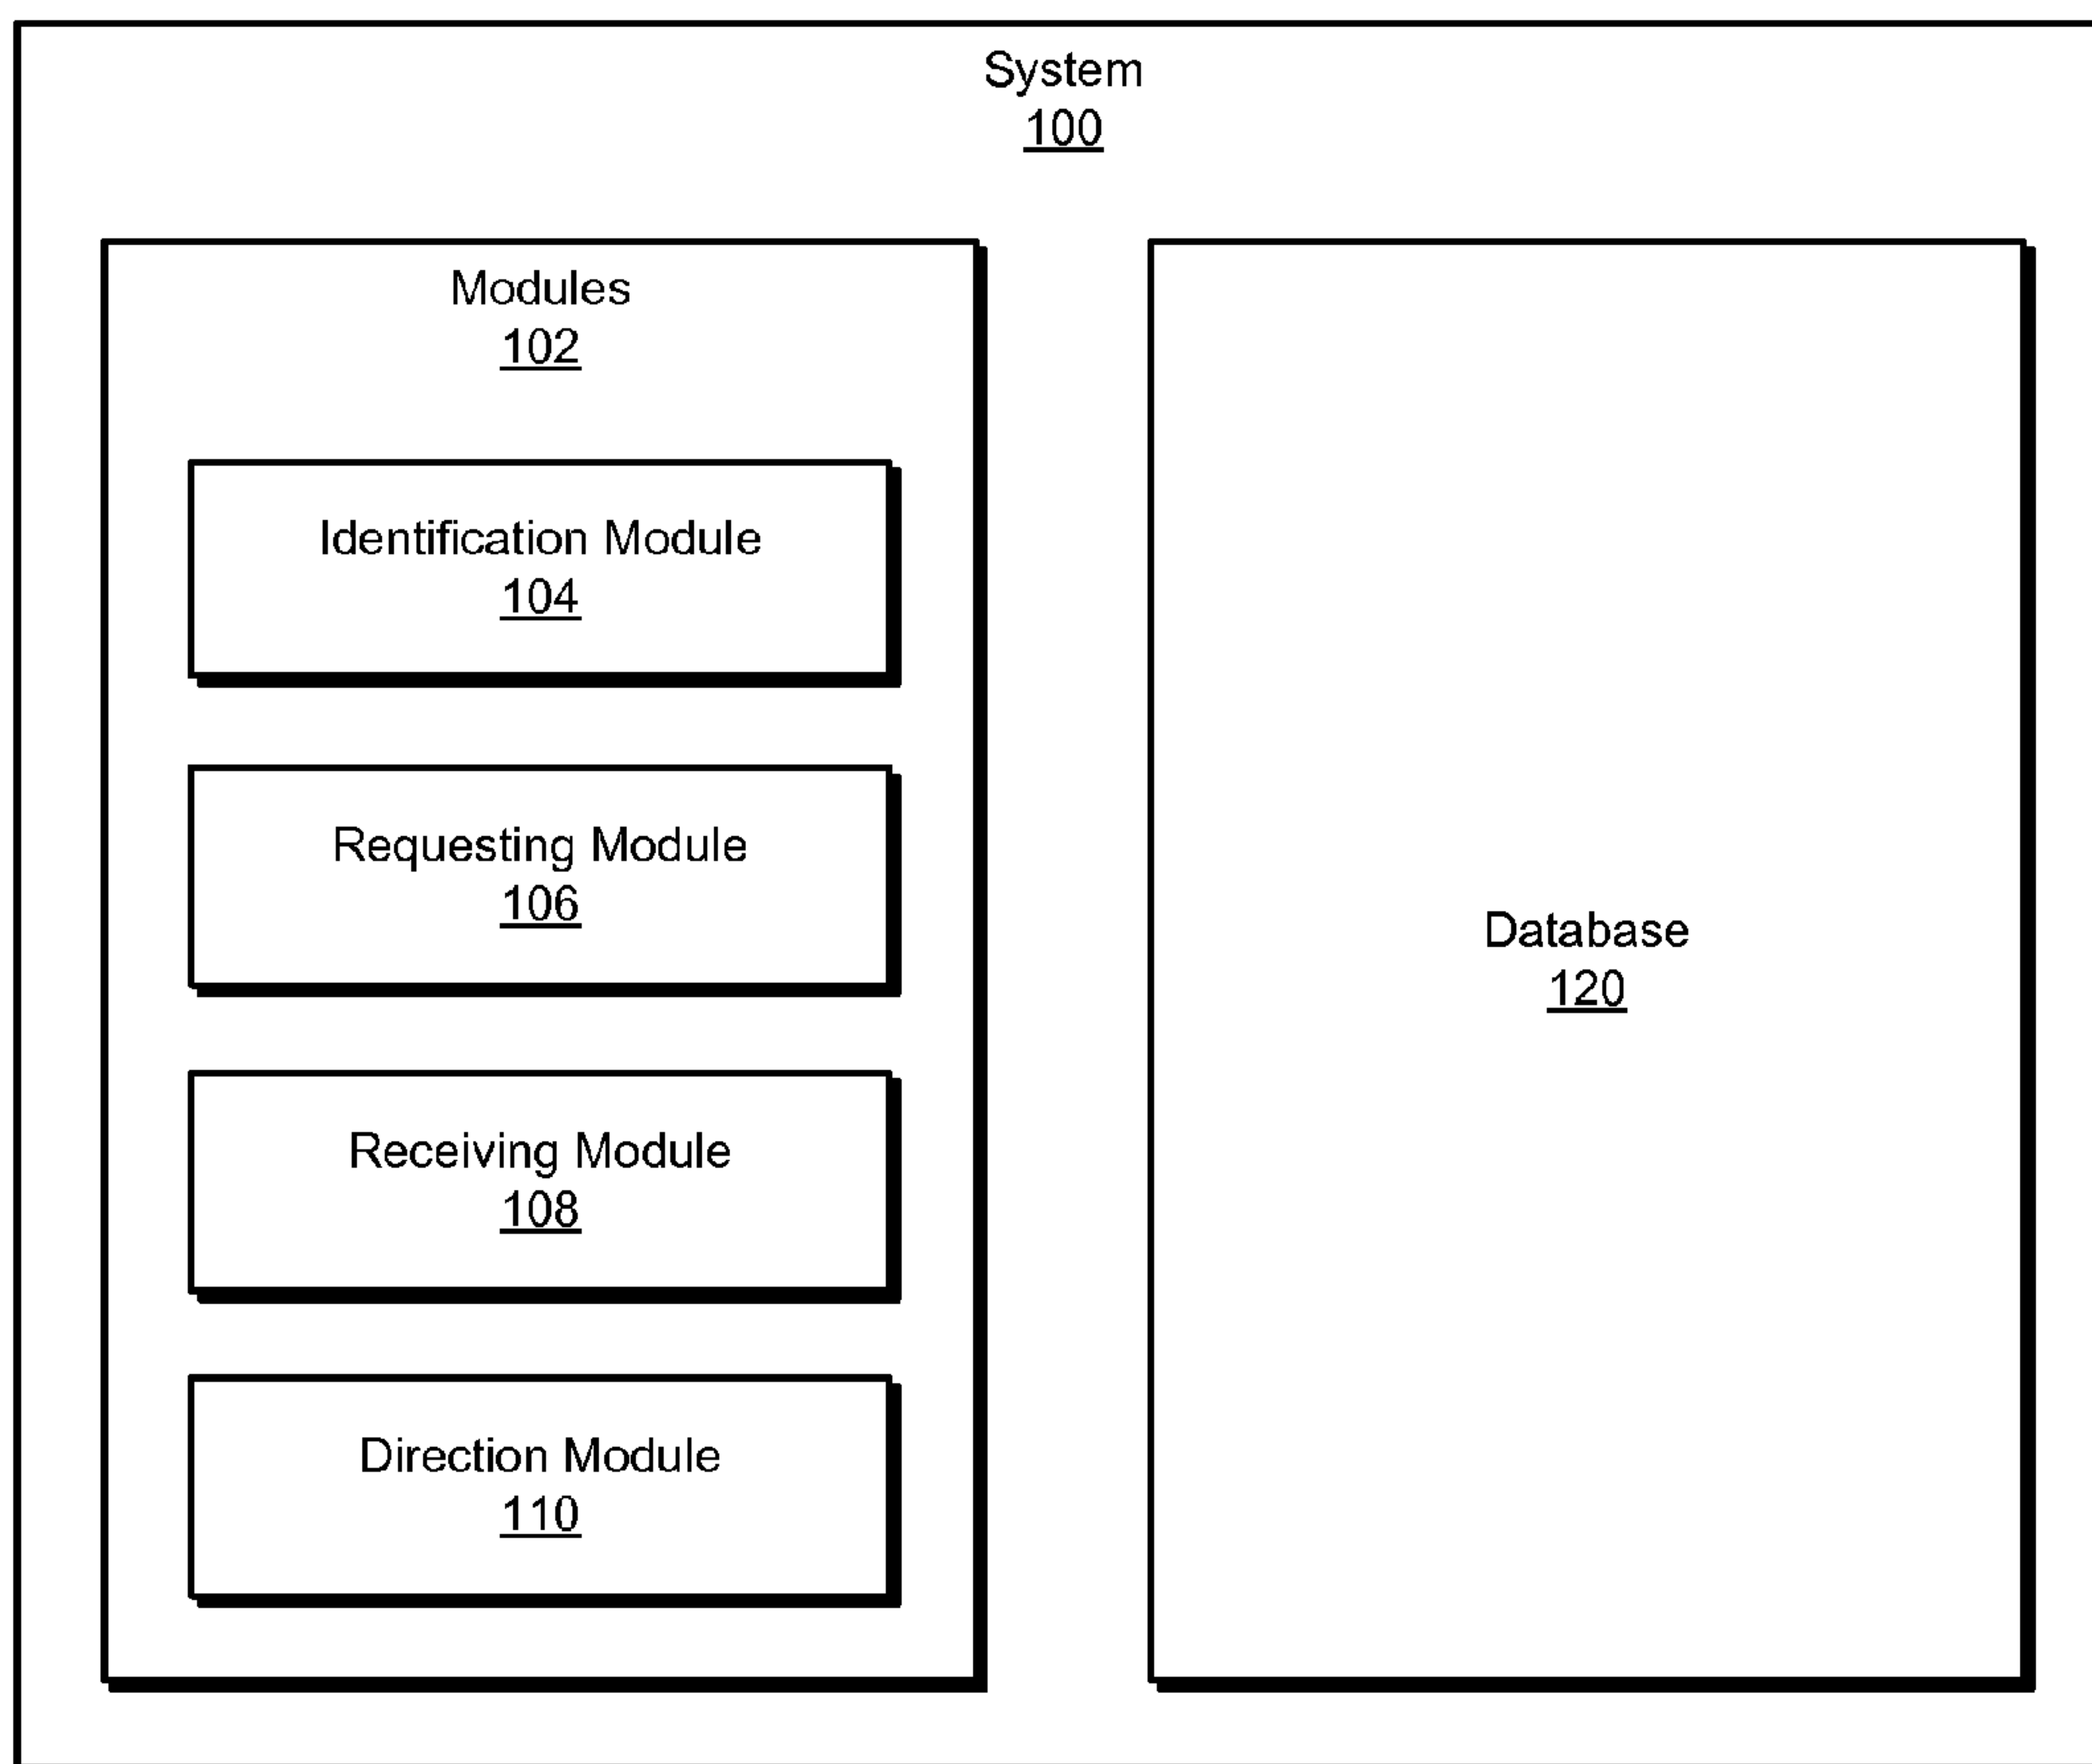 System
100
Modules
102
Identification Module
104
Requesting Module
106
Receiving Module
108
Direction Module
110
Database
120